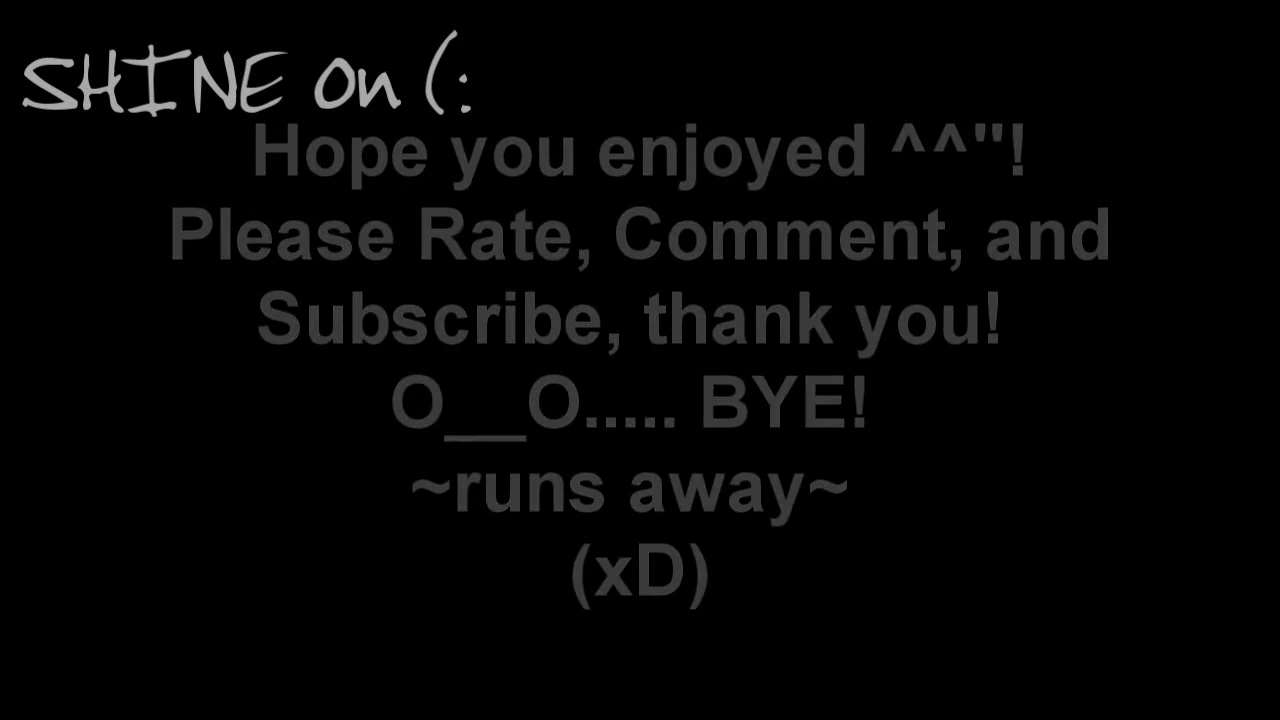 SHINE On (:
Hope you enjoyed ^^"!
Please Rate, Comment, and
Subscribe, thank you!
O__O..... BYE!
~runs away~
(xD)